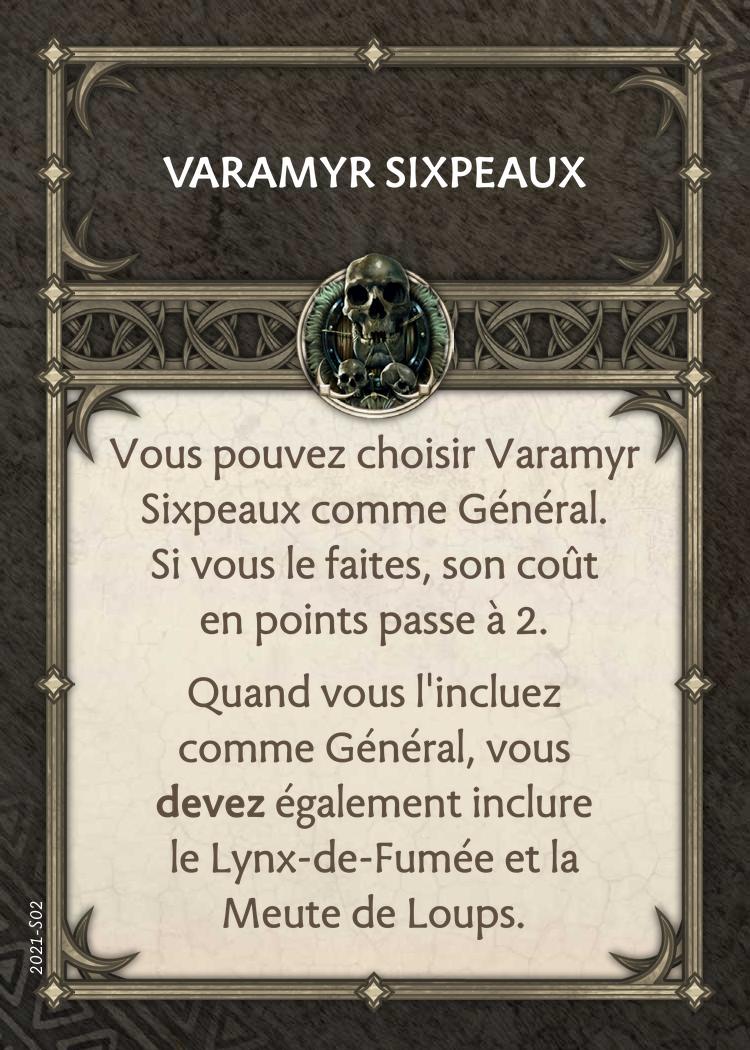 VARAMYR SIXPEAUX
Vous pouvez choisir Varamyr
Sixpeaux comme Général.
Si vous le faites, son coût
en points passe à 2.
Quand vous l'incluez
comme Général, vous
devez également inclure
le Lynx-de-Fumée et la
Meute de Loups.
2021-S02